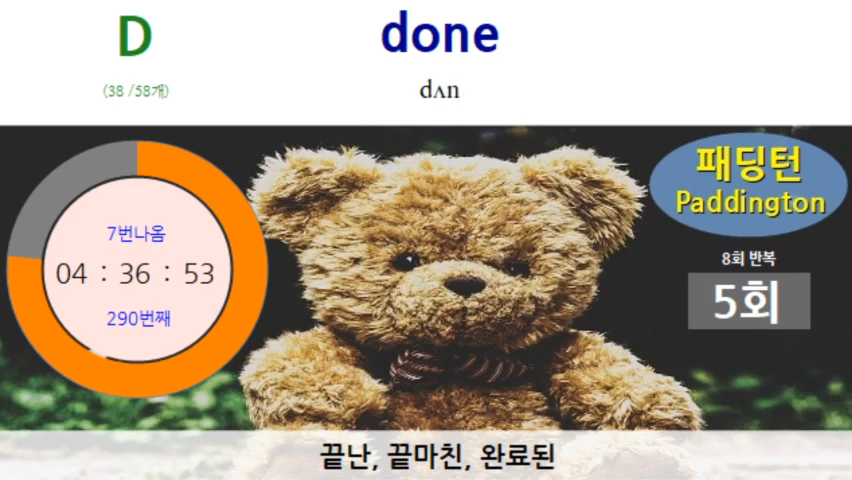 D
done
(38 /58개)
dʌn
패딩턴
Paddington
7번나옴
04 : 36 : 53
290번째
8회 반복
5회
끝난, 끝마친, 완료된